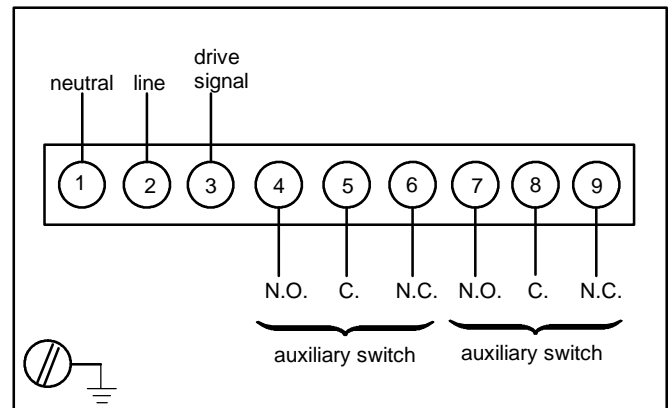 drive
signal
neutral line
1 2 3 4 5 6 7 8 9
N.O. C. N.C. N.O. C. N.C.
auxiliary switch auxiliary switch